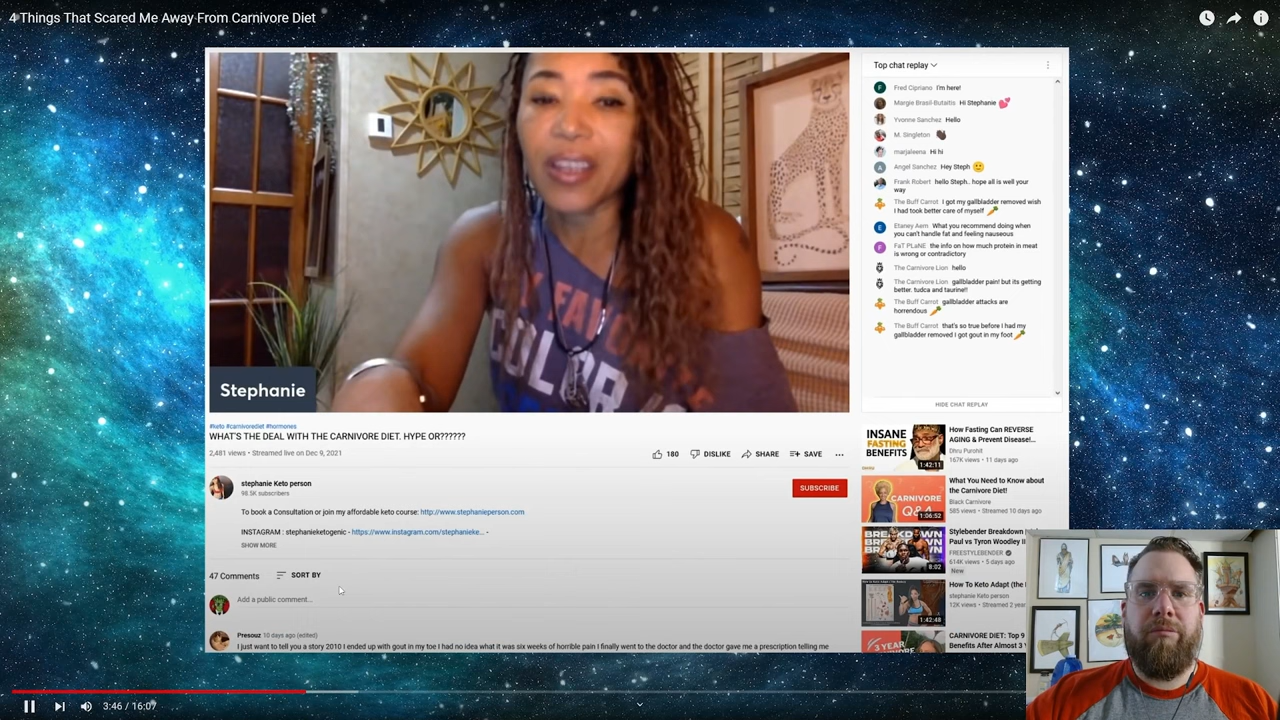 4 Things That Scared Me Away From Carnivore Diet
Stephanie
Top chat replay
Fred Cipriano I'm here!
Margie Brasil-Butaitis Hi Stephanie
Yvonne Sanchez Hello
M. Singleton
marjaleena Hi hi
A
Angel Sanchez Hey Steph
Frank Robert hello Steph.. hope all is well your
way
The Buff Carrot I got my gallbladder removed wish
I had took better care of myself
Etaney Aern What you recommend doing when
you can't handle fat and feeling nauseous
FaT PLaNE the info on how much protein in meat
is wrong or contradictory
The Carnivore Lion hello
The Carnivore Lion gallbladder pain! but its getting
better. tudca and taurine!!
The Buff Carrot gallbladder attacks are
horrendous
The Buff Carrot that's so true before I had my
gallbladder removed I got gout in my foot
HIDE CHAT REPLAY
#keto #carnivorediet #hormones
WHAT'S THE DEAL WITH THE CARNIVORE DIET. HYPE OR??????
2,481 views • Streamed live on Dec 9, 2021
180 DISLIKE SHARE SAVE
stephanie Keto person
98.5K subscribers
SUBSCRIBE
To book a Consultation or join my affordable keto course: http://www.stephanieperson.com
INSTAGRAM : stephanieketogenic - https://www.instagram.com/stephanieke... -
SHOW MORE
47 Comments SORT BY
Add a public comment...
Presouz 10 days ago (edited)
I just want to tell you a story 2010 I ended up with gout in my toe I had no idea what it was six weeks of horrible pain I finally went to the doctor and the doctor gave me a prescription telling me
INSANE
FASTING
BENEFITS
1:42:11
How Fasting Can REVERSE
AGING & Prevent Disease!...
Dhru Purohit
167K views • 11 days ago
CARNIVORE
Q&A
1:06:52
What You Need to Know about
the Carnivore Diet!
Black Carnivore
585 views • Streamed 10 days ago
BREAKDOWN
8:02
Stylebender Breakdown
Paul vs Tyron Woodley II
FREESTYLEBENDER
614K views • 5 days ago
New
1:42:48
How To Keto Adapt (the
stephanie Keto person
12K views • Streamed 2 year
3 YEAR
CARNIVORE DIET: Top 9
Benefits After Almost 3
3:46 / 16:07